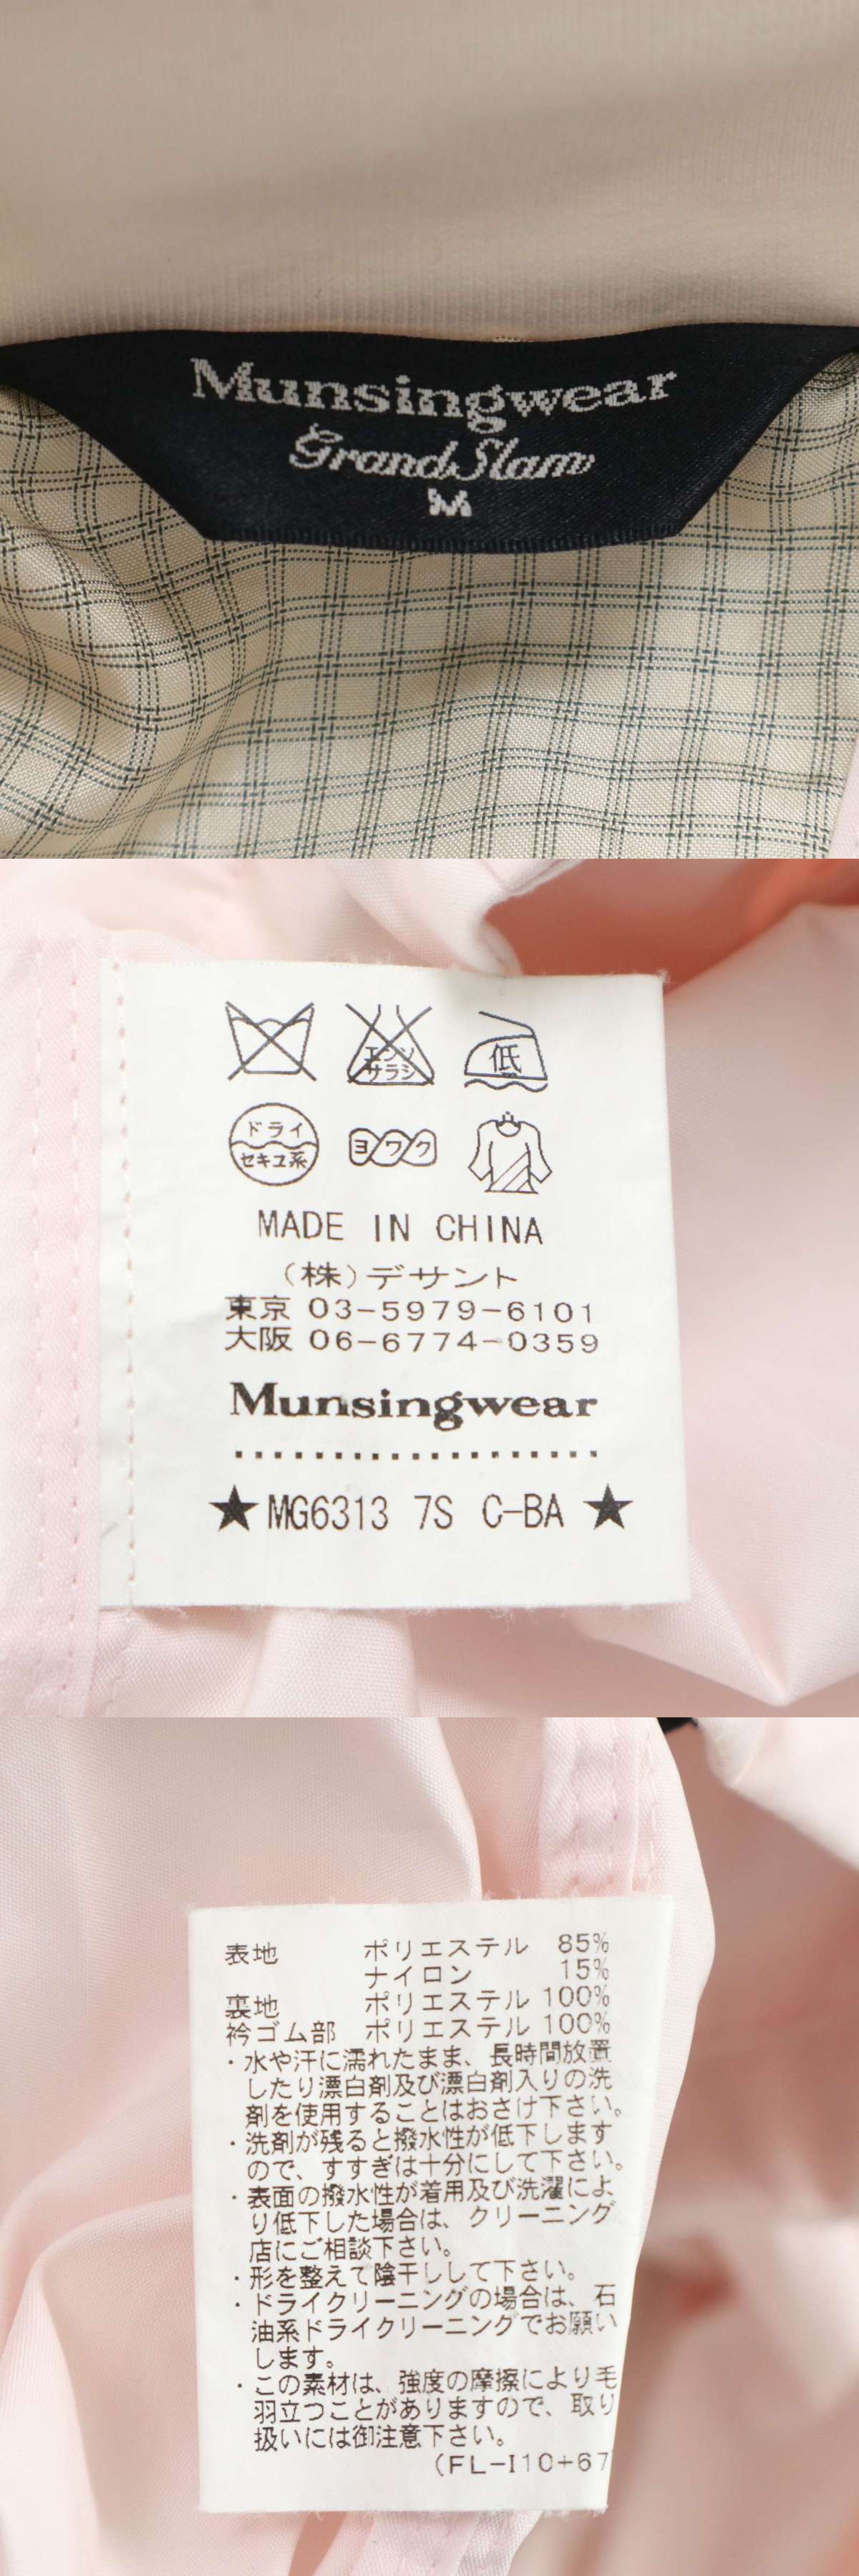 Munsingwear
Grand Slam
M
エンソ
サラシ
低
ドライ
セキユ系
ヨワク
MADE IN CHINA
(株)デサント
東京 03-5979-6101
大阪 06-6774-0359
Munsingwear
★MG6313 7S C-BA★
表地 ポリエステル 85%
ナイロン 15%
裏地 ポリエステル 100%
衿ゴム部 ポリエステル 100%
・水や汗に濡れたまま、長時間放置
したり漂白剤及び漂白剤入りの洗
剤を使用することはおさけ下さい。
・洗剤が残ると撥水性が低下します
ので、すすぎは十分にして下さい。
・表面の撥水性が着用及び洗濯によ
り低下した場合は、クリーニング
店にご相談下さい。
・形を整えて陰干しして下さい。
・ドライクリーニングの場合は、石
油系ドライクリーニングでお願い
します。
・この素材は、強度の摩擦により毛
羽立つことがありますので、取り
扱いには御注意下さい。
(FL-I10+67